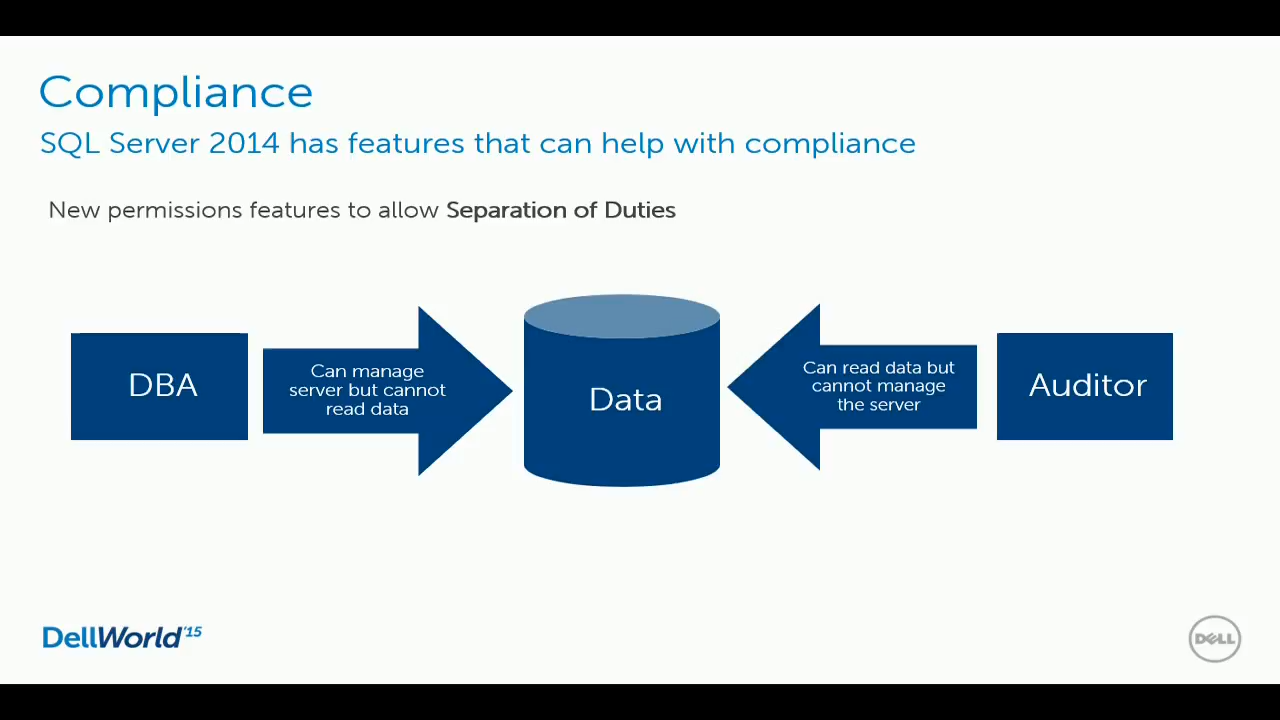 Compliance
SQL Server 2014 has features that can help with compliance
New permissions features to allow Separation of Duties
DBA
Can manage
server but cannot
read data
Data
Can read data but
cannot manage
the server
Auditor
DellWorld'15
DELL